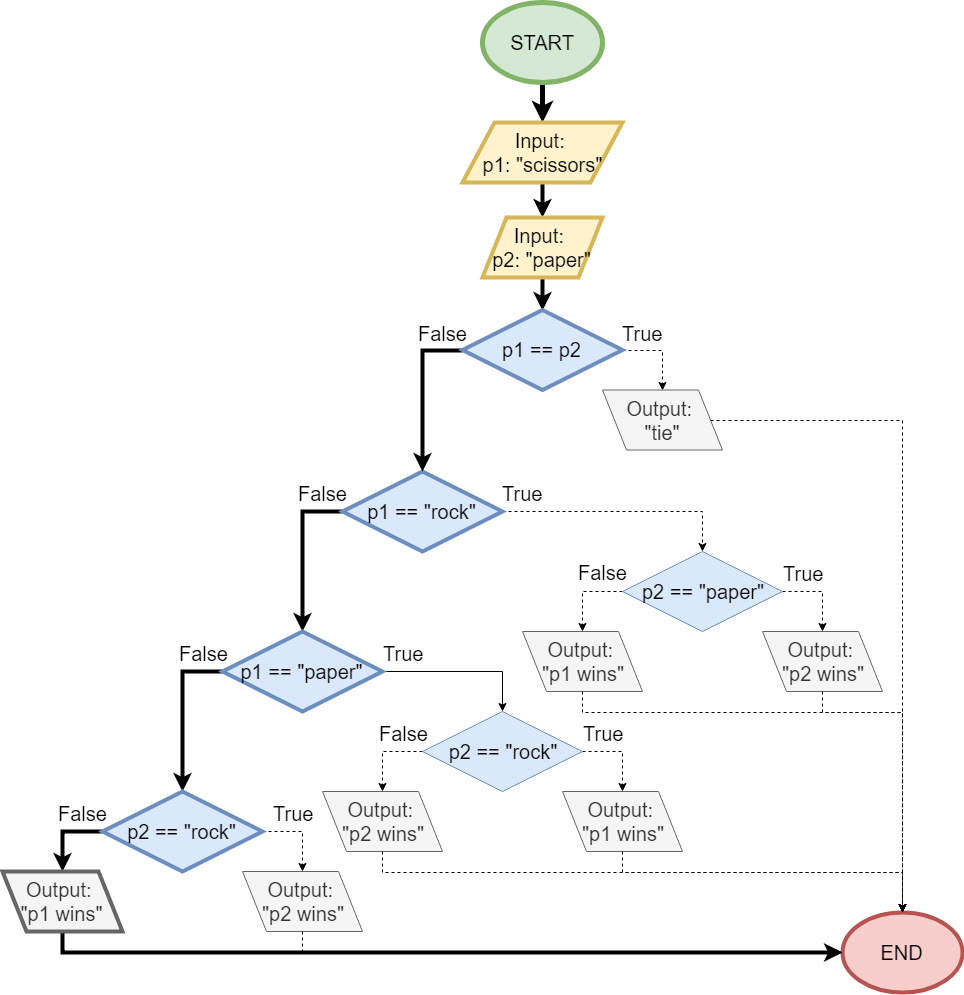 START
Input:
p1: "scissors"
Input:
p2: "paper"
False
True
p1 == p2
Output:
"tie"
False
True
p1 == "rock"
False
True
p2 == "paper"
Output:
"p1 wins"
Output:
"p2 wins"
False
True
p1 == "paper"
False
True
p2 == "rock"
Output:
"p2 wins"
Output:
"p1 wins"
False
True
p2 == "rock"
Output:
"p1 wins"
Output:
"p2 wins"
END